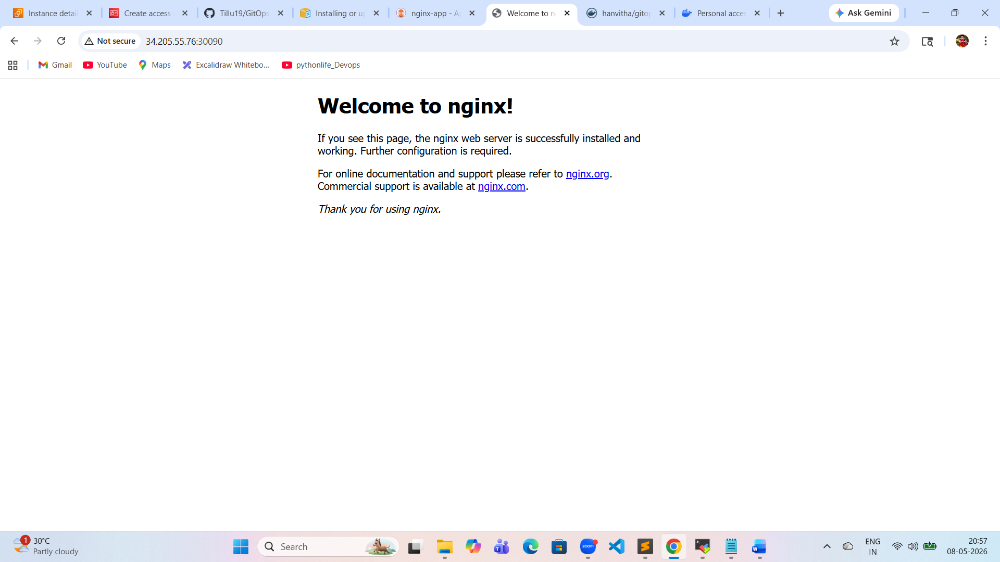 Instance detai
Create access
Tillu19/GitOps
Installing or up
nginx-app - A
Welcome to n
hanvitha/gitop
Personal acces
Ask Gemini
Not secure
34.205.55.76:30090
Gmail
YouTube
Maps
Excalidraw Whitebo...
pythonlife_Devops
Welcome to nginx!
If you see this page, the nginx web server is successfully installed and
working. Further configuration is required.
For online documentation and support please refer to nginx.org.
Commercial support is available at nginx.com.
Thank you for using nginx.
1
30°C
Partly cloudy
Search
zoom
ENG
IN
20:57
08-05-2026